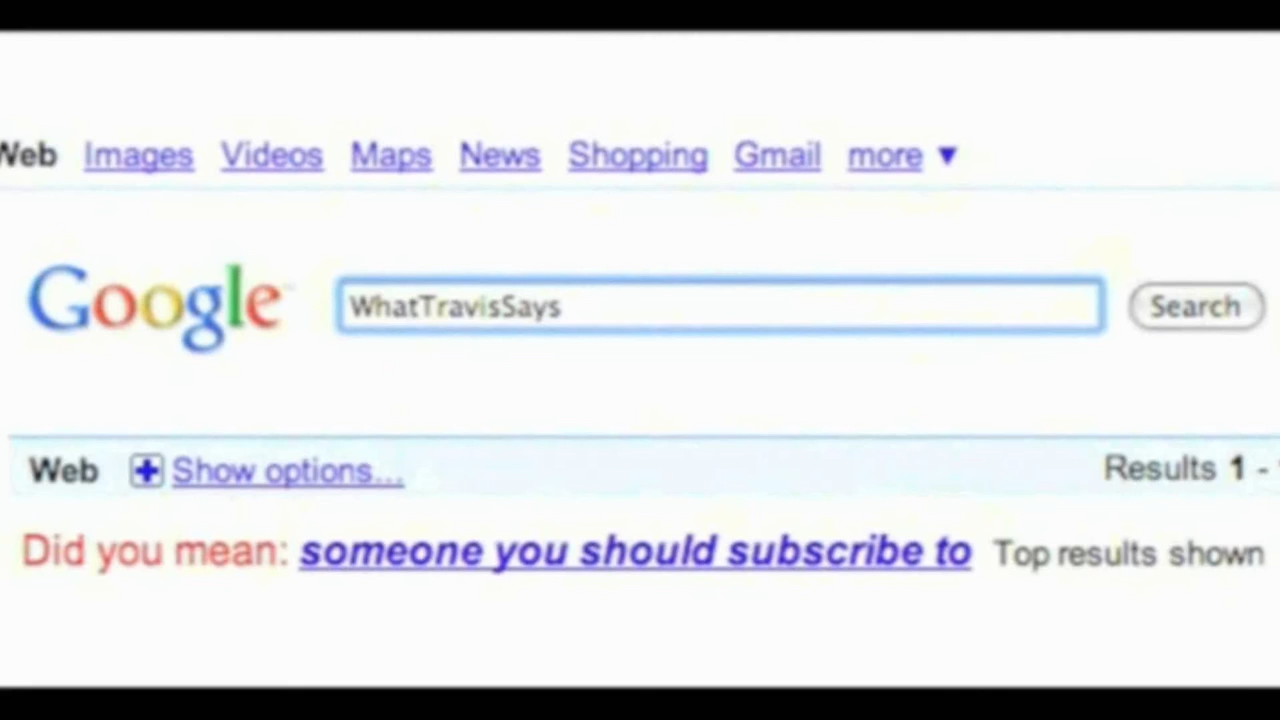 Web Images Videos Maps News Shopping Gmail more ▼
Google WhatTravisSays Search
Web Show options... Results 1 -
Did you mean: someone you should subscribe to Top results shown